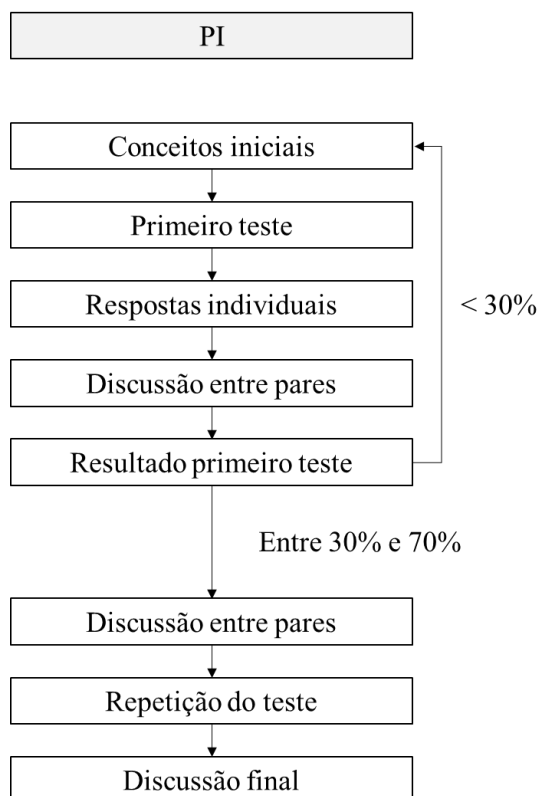 PI
Conceitos iniciais
Primeiro teste
Respostas individuais
< 30%
Discussão entre pares
Resultado primeiro teste
Entre 30% e 70%
Discussão entre pares
Repetição do teste
Discussão final